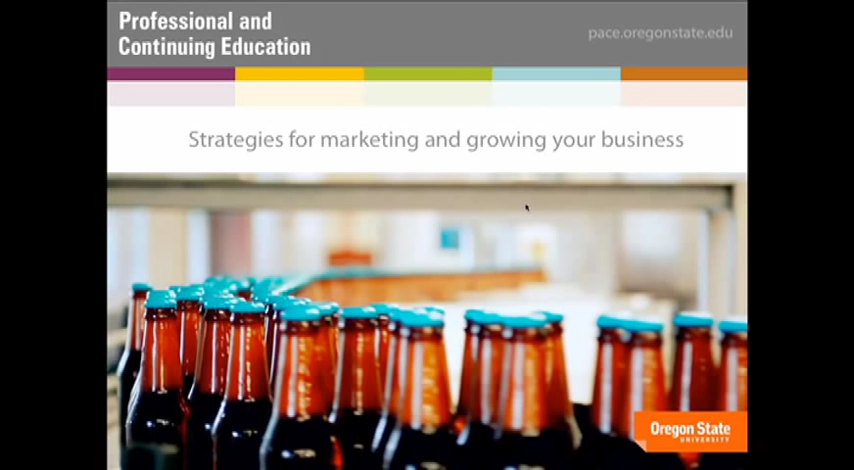 Professional and
Continuing Education
pace.oregonstate.edu
Strategies for marketing and growing your business
Oregon State
UNIVERSITY